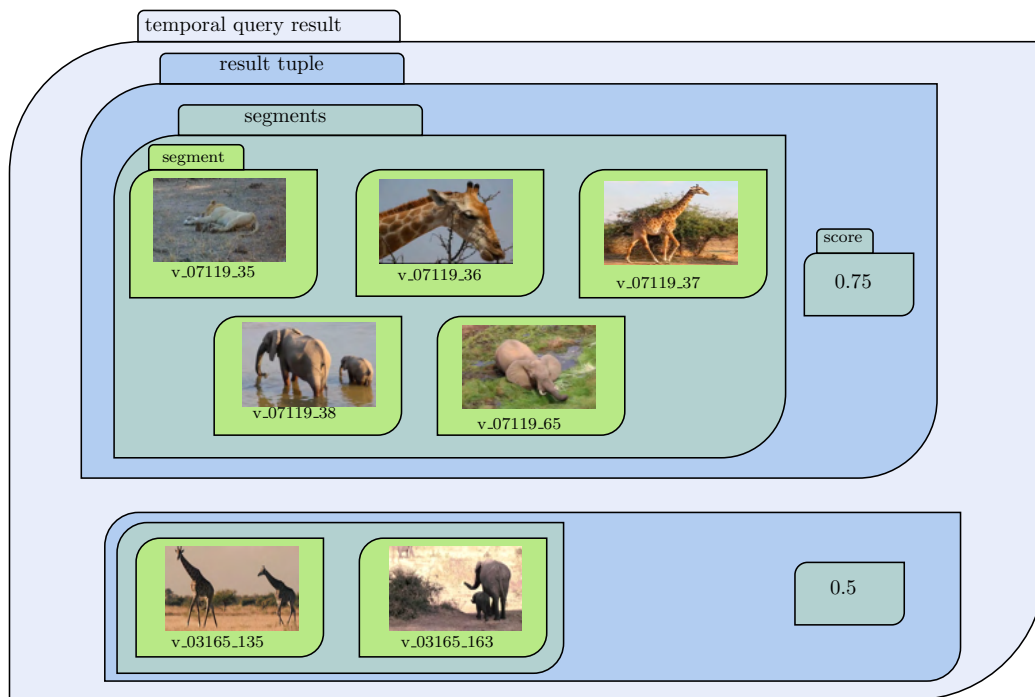 temporal query result
result tuple
segments
segment
v_07119_35
v_07119_36
v_07119_37
score
0.75
v_07119_38
v_07119_65
v_03165_135
v_03165_163
0.5